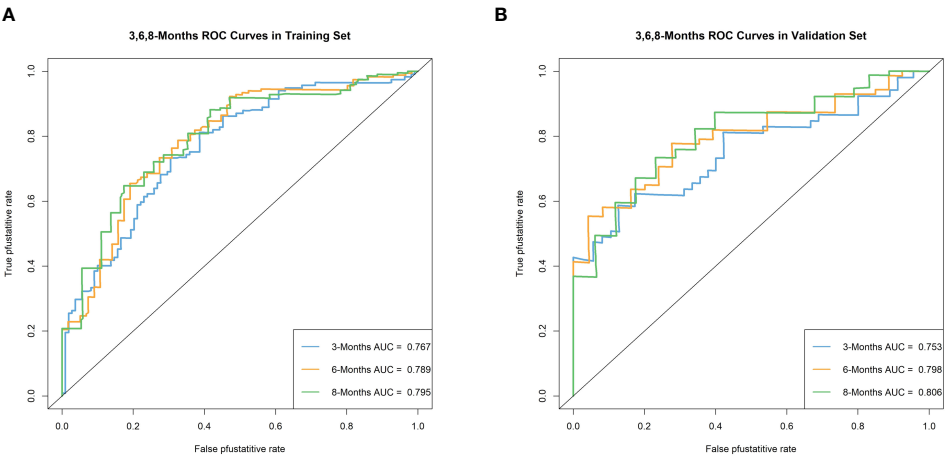 A
3,6,8-Months ROC Curves in Training Set
True pfustatitive rate
1.0
0.8
0.6
0.4
0.2
0.0
0.0 0.2 0.4 0.6 0.8 1.0
False pfustatitive rate
3-Months AUC = 0.767
6-Months AUC = 0.789
8-Months AUC = 0.795
B
3,6,8-Months ROC Curves in Validation Set
True pfustatitive rate
1.0
0.8
0.6
0.4
0.2
0.0
0.0 0.2 0.4 0.6 0.8 1.0
False pfustatitive rate
3-Months AUC = 0.753
6-Months AUC = 0.798
8-Months AUC = 0.806